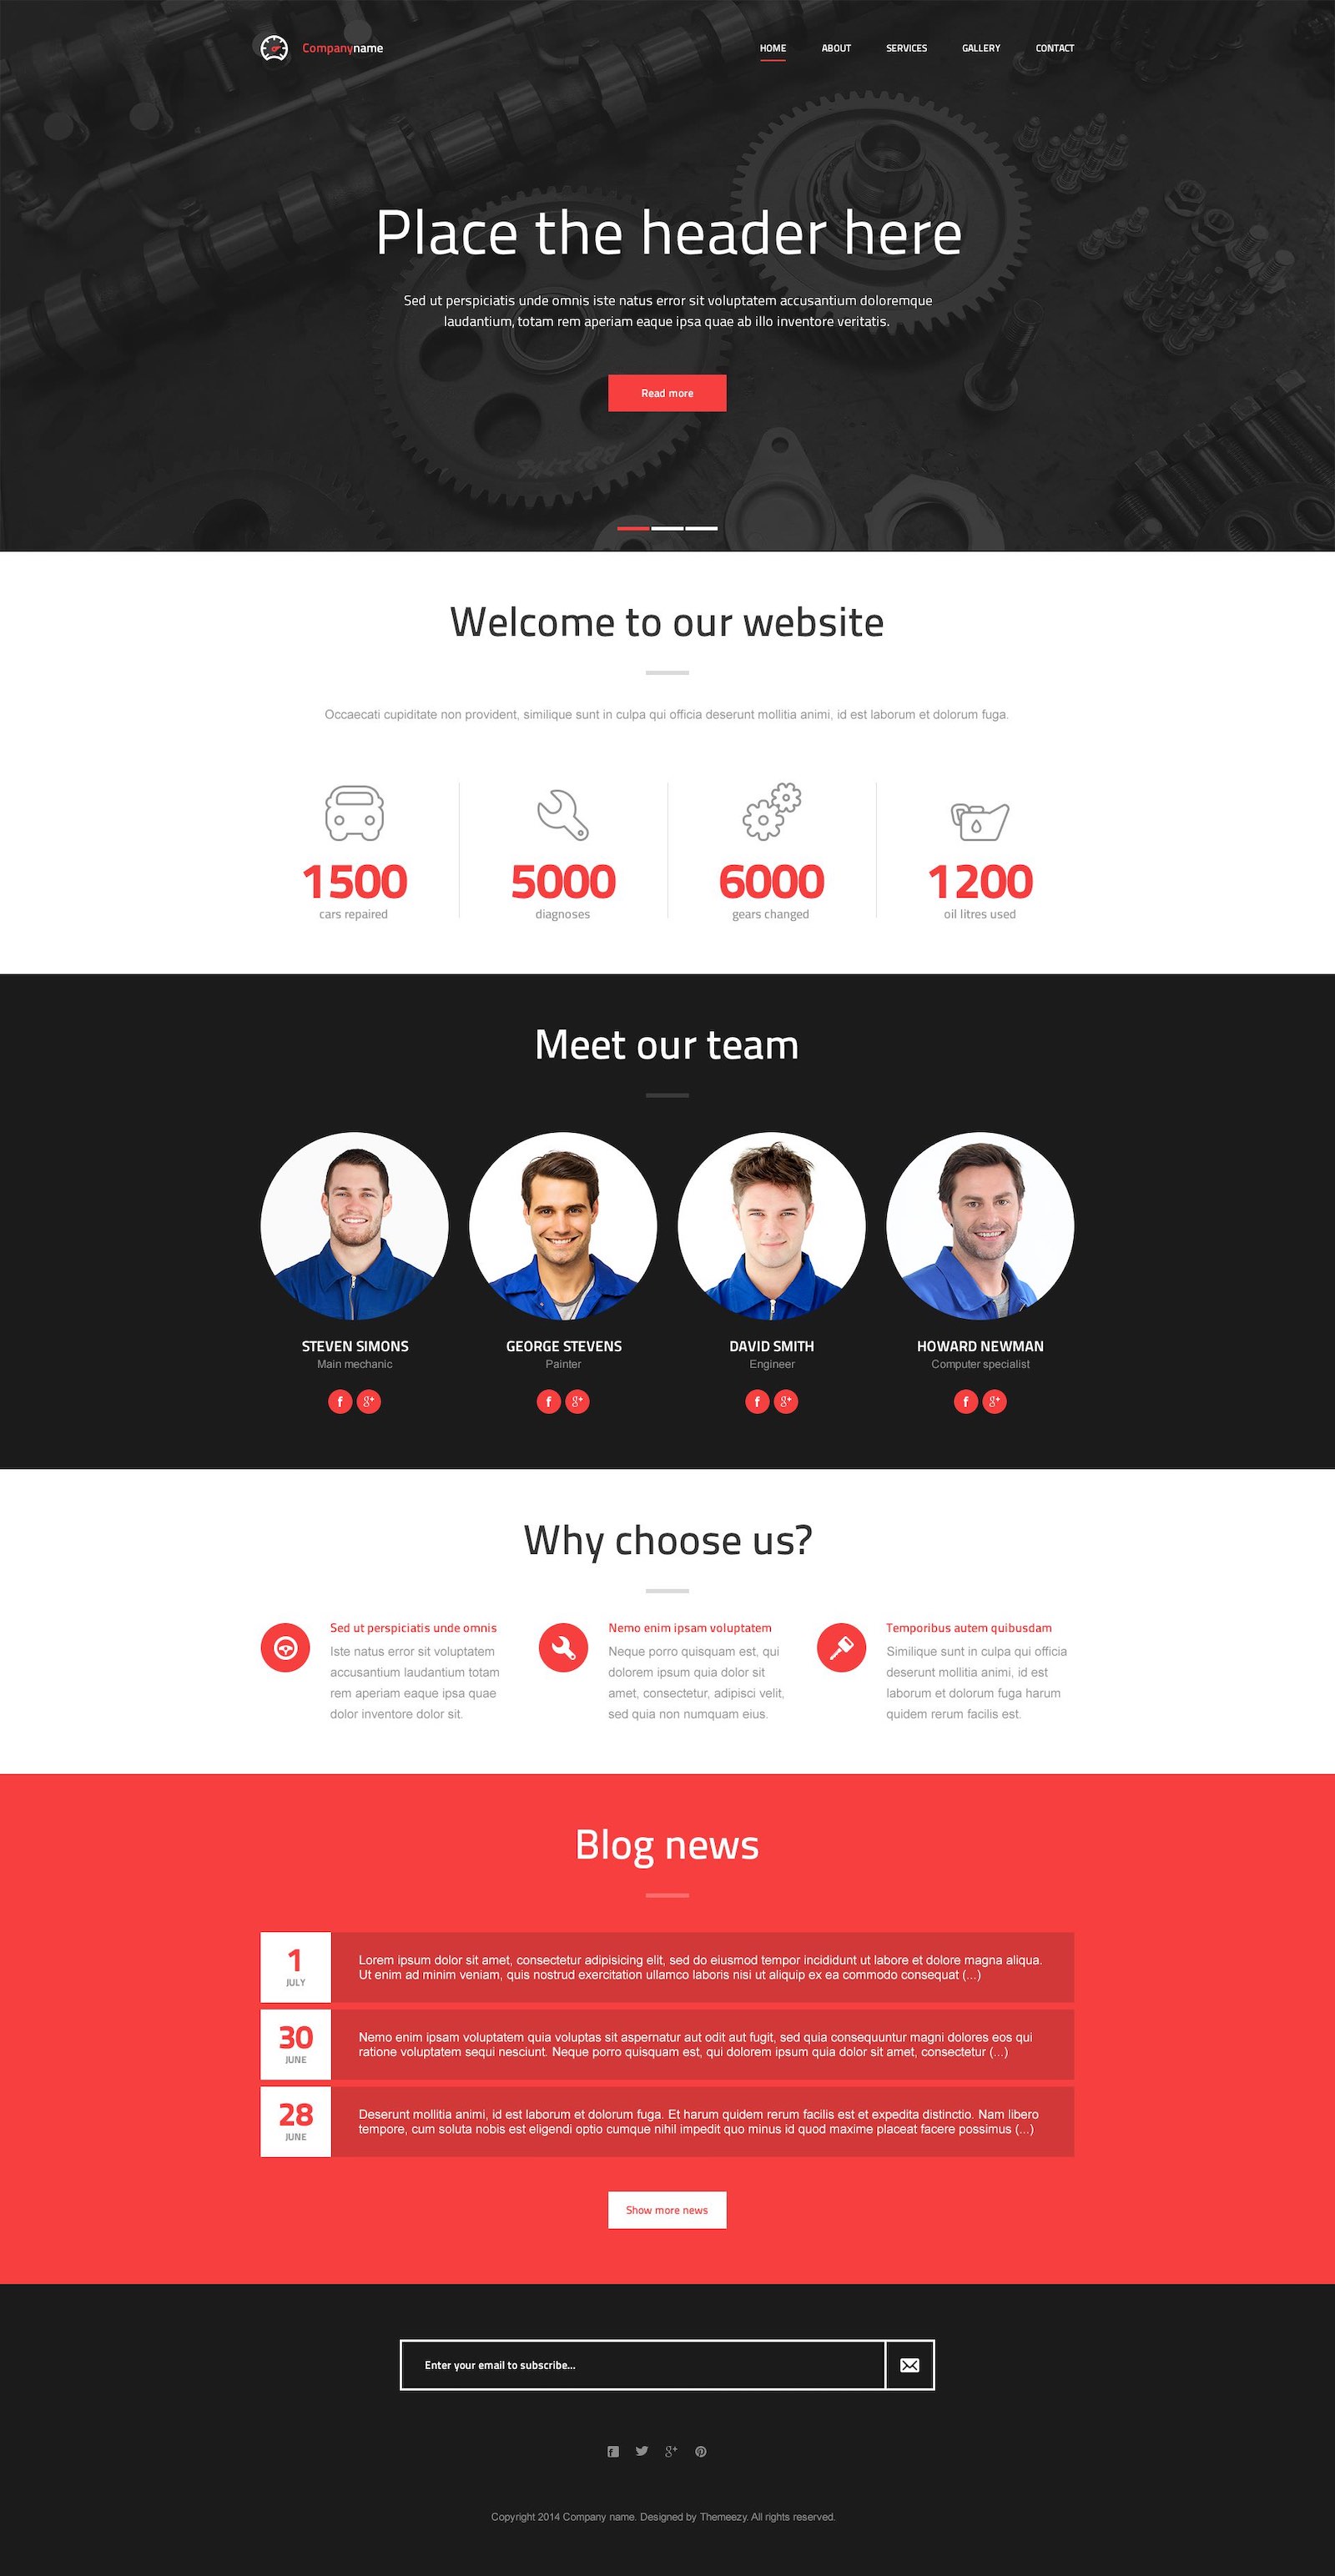 Companyname
HOME ABOUT SERVICES GALLERY CONTACT
Place the header here
Sed ut perspiciatis unde omnis iste natus error sit voluptatem accusantium doloremque
laudantium, totam rem aperiam eaque ipsa quae ab illo inventore veritatis.
Read more
Welcome to our website
Occaecati cupiditate non provident, similique sunt in culpa qui officia deserunt mollitia animi, id est laborum et dolorum fuga.
1500
cars repaired
5000
diagnoses
6000
gears changed
1200
oil litres used
Meet our team
STEVEN SIMONS
Main mechanic
GEORGE STEVENS
Painter
DAVID SMITH
Engineer
HOWARD NEWMAN
Computer specialist
Why choose us?
Sed ut perspiciatis unde omnis
Iste natus error sit voluptatem
accusantium laudantium totam
rem aperiam eaque ipsa quae
dolor inventore dolor sit.
Nemo enim ipsam voluptatem
Neque porro quisquam est, qui
dolorem ipsum quia dolor sit
amet, consectetur, adipisci velit,
sed quia non numquam eius.
Temporibus autem quibusdam
Similique sunt in culpa qui officia
deserunt mollitia animi, id est
laborum et dolorum fuga harum
quidem rerum facilis est.
Blog news
1
JULY
Lorem ipsum dolor sit amet, consectetur adipisicing elit, sed do eiusmod tempor incididunt ut labore et dolore magna aliqua.
Ut enim ad minim veniam, quis nostrud exercitation ullamco laboris nisi ut aliquip ex ea commodo consequat (...)
30
JUNE
Nemo enim ipsam voluptatem quia voluptas sit aspernatur aut odit aut fugit, sed quia consequuntur magni dolores eos qui
ratione voluptatem sequi nesciunt. Neque porro quisquam est, qui dolorem ipsum quia dolor sit amet, consectetur (...)
28
JUNE
Deserunt mollitia animi, id est laborum et dolorum fuga. Et harum quidem rerum facilis est et expedita distinctio. Nam libero
tempore, cum soluta nobis est eligendi optio cumque nihil impedit quo minus id quod maxime placeat facere possimus (...)
Show more news
Enter your email to subscribe...
Copyright 2014 Company name. Designed by Themeezy. All rights reserved.